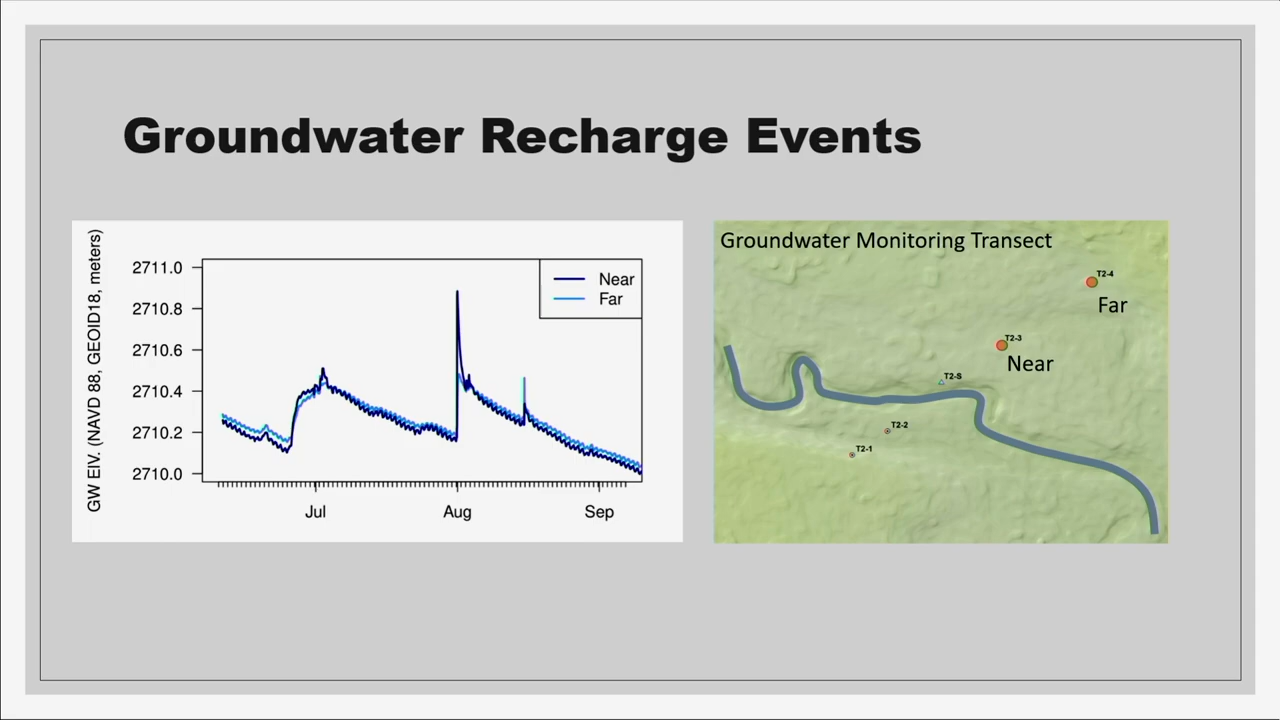 Groundwater Recharge Events
GW Elv. (NAVD 88, GEOID18, meters)
2711.0
2710.8
2710.6
2710.4
2710.2
2710.0
Jul
Aug
Sep
Near
Far
Groundwater Monitoring Transect
T2-4
Far
T2-3
Near
T2-S
T2-2
T2-1